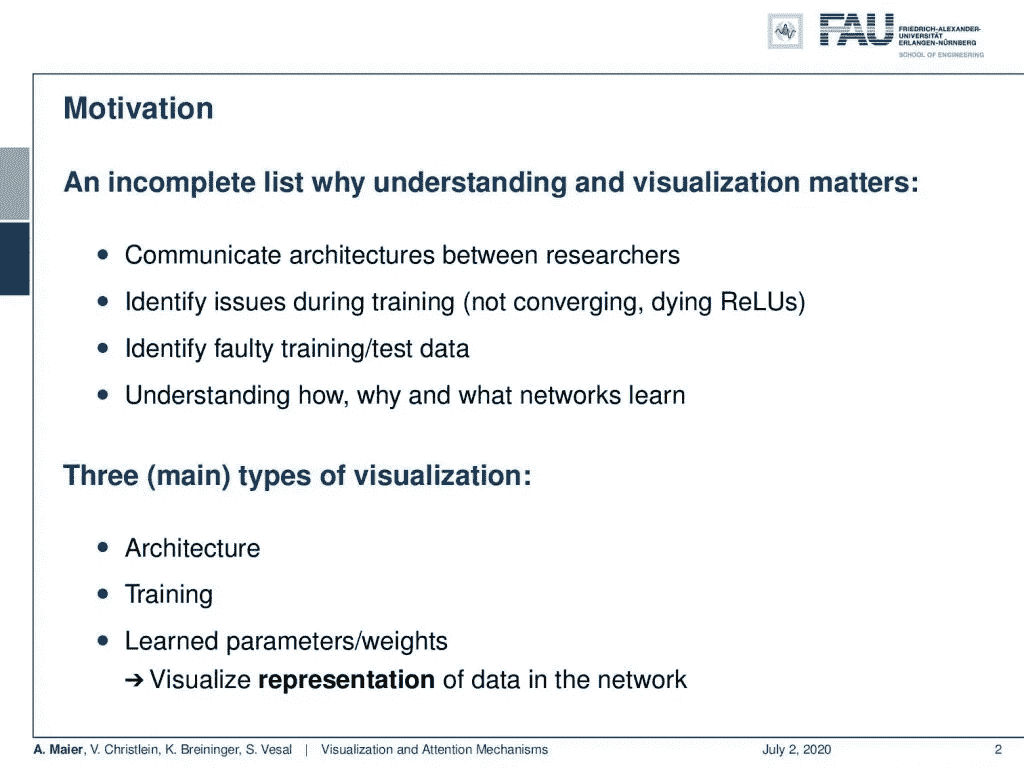 FAU
FRIEDRICH-ALEXANDER-
UNIVERSITÄT
ERLANGEN-NÜRNBERG
SCHOOL OF ENGINEERING
Motivation
An incomplete list why understanding and visualization matters:
• Communicate architectures between researchers
• Identify issues during training (not converging, dying ReLUs)
• Identify faulty training/test data
• Understanding how, why and what networks learn
Three (main) types of visualization:
• Architecture
• Training
• Learned parameters/weights
➔ Visualize representation of data in the network
A. Maier, V. Christlein, K. Breininger, S. Vesal | Visualization and Attention Mechanisms July 2, 2020 2